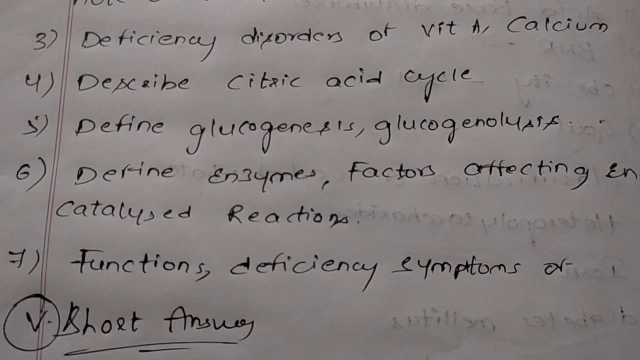 3) Deficiency disorders of Vit A, Calcium
4) Describe Citric acid cycle
5) Define glucogenesis, glucogenolysis.
6) Define Enzymes, Factors affecting En
Catalysed Reactions.
7) Functions, deficiency symptoms of
V. Short Answer